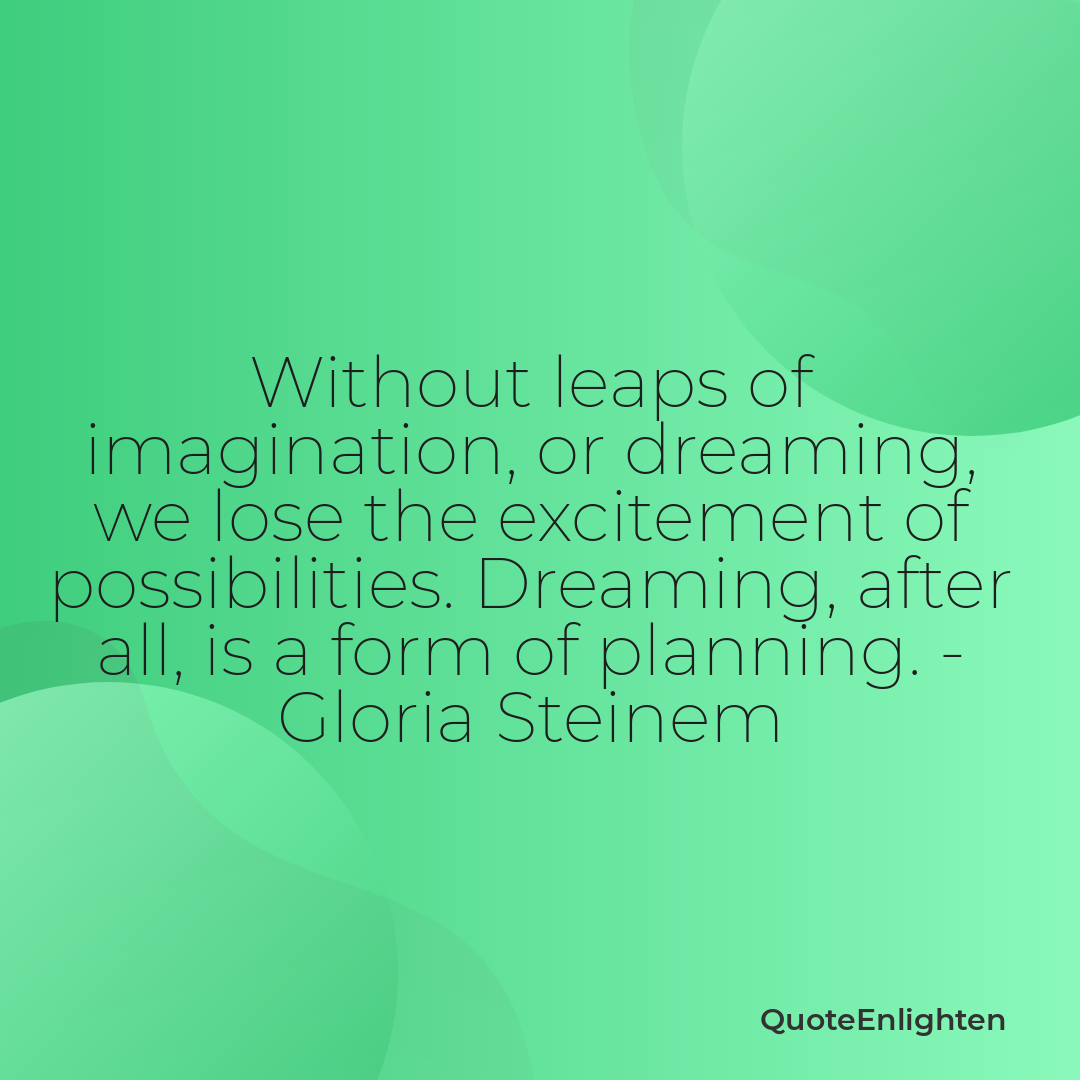 Without leaps of
imagination, or dreaming,
we lose the excitement of
possibilities. Dreaming, after
all, is a form of planning. -
Gloria Steinem
QuoteEnlighten